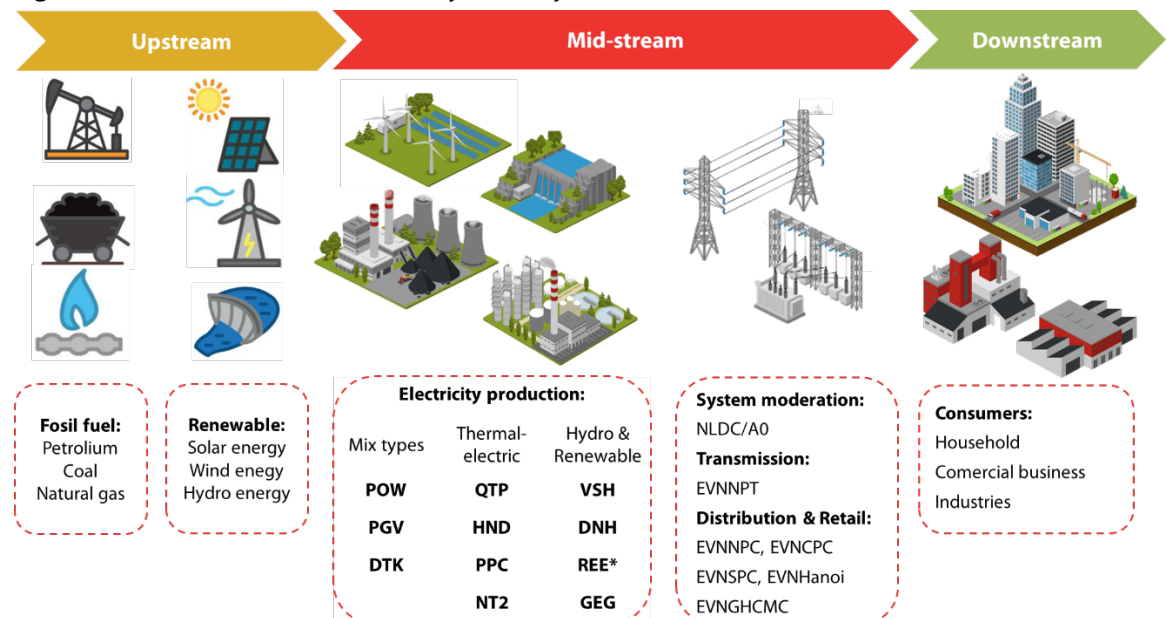 Upstream
Mid-stream
Downstream
Fosil fuel:
Petrolium
Coal
Natural gas
Renewable:
Solar energy
Wind enegy
Hydro energy
Electricity production:
Mix types
POW
PGV
DTK
Thermal-
electric
QTP
HND
PPC
NT2
Hydro &
Renewable
VSH
DNH
REE*
GEG
System moderation:
NLDC/A0
Transmission:
EVNNPT
Distribution & Retail:
EVNNPC, EVNCPC
EVNSPC, EVNHanoi
EVNGHCMC
Consumers:
Household
Comercial business
Industries